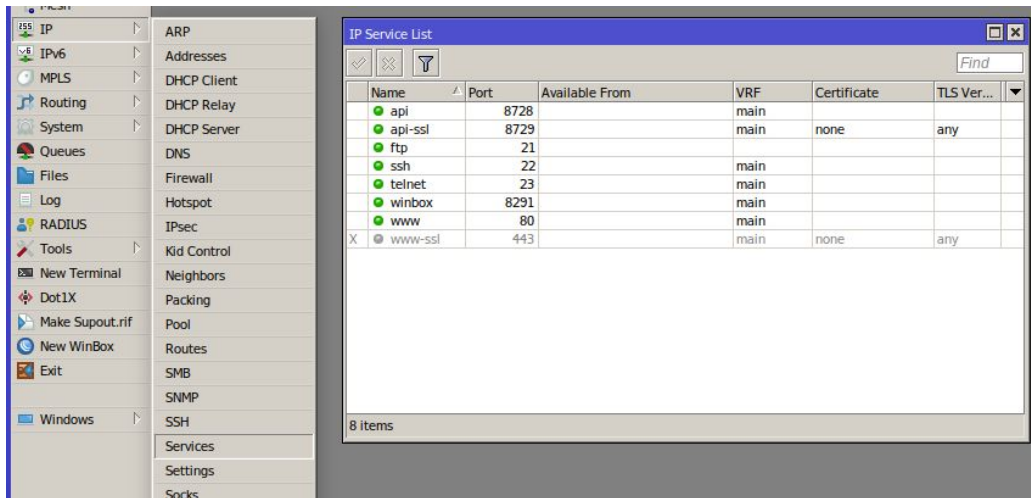 Mesh
IP
IPv6
MPLS
Routing
System
Queues
Files
Log
RADIUS
Tools
New Terminal
Dot1X
Make Supout.rif
New WinBox
Exit
Windows
ARP
Addresses
DHCP Client
DHCP Relay
DHCP Server
DNS
Firewall
Hotspot
IPsec
Kid Control
Neighbors
Packing
Pool
Routes
SMB
SNMP
SSH
Services
Settings
Socks
IP Service List
Find
Name Port Available From VRF Certificate TLS Ver...
api 8728 main
api-ssl 8729 main none any
ftp 21
ssh 22 main
telnet 23 main
winbox 8291 main
www 80 main
X www-ssl 443 main none any
8 items